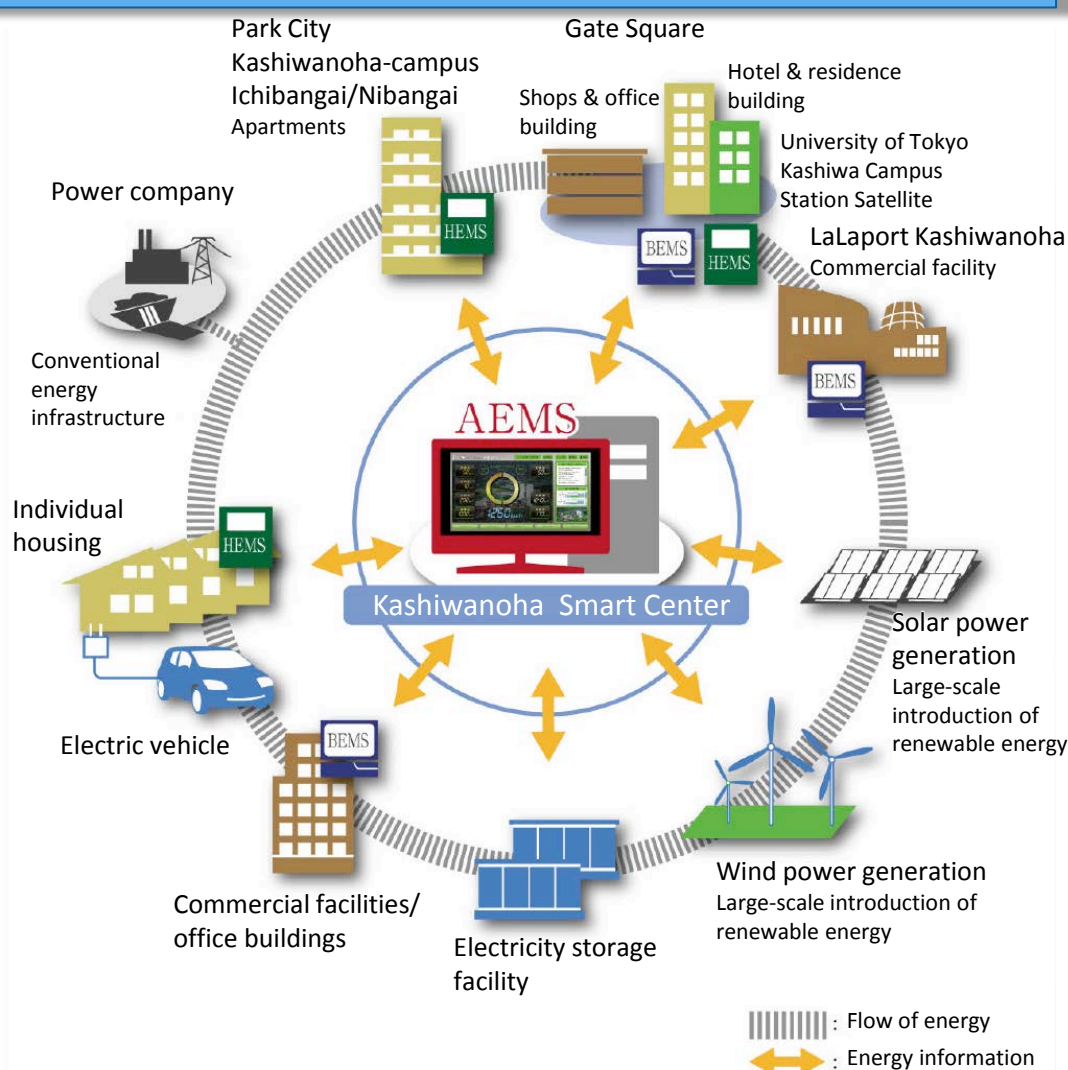 Park City
Kashiwanoha-campus
Ichibangai/Nibangai
Apartments
Gate Square
Shops & office
building
Hotel & residence
building
University of Tokyo
Kashiwa Campus
Station Satellite
Power company
HEMS
BEMS
HEMS
LaLaport Kashiwanoha
Commercial facility
Conventional
energy
infrastructure
BEMS
AEMS
Individual
housing
HEMS
Kashiwanoha Smart Center
Solar power
generation
Large-scale
introduction of
renewable energy
Electric vehicle
BEMS
Wind power generation
Large-scale introduction of
renewable energy
Commercial facilities/
office buildings
Electricity storage
facility
: Flow of energy
: Energy information